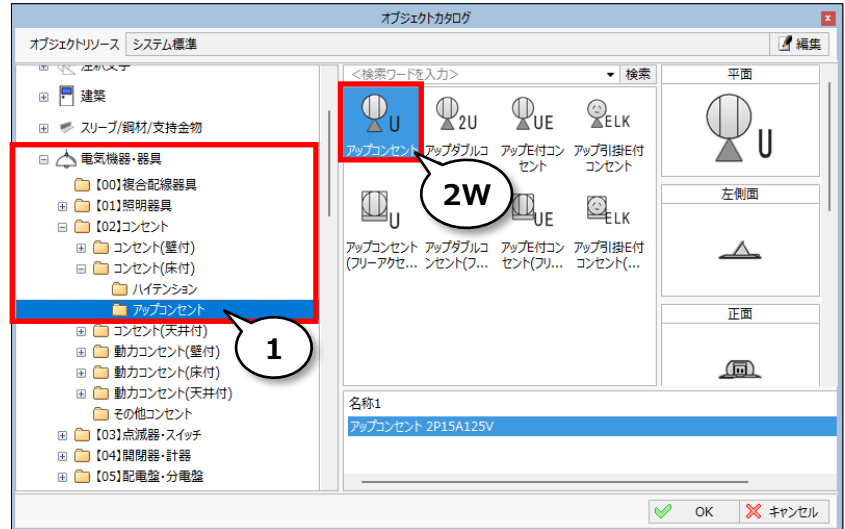 オブジェクトカタログ
オブジェクトリソース システム標準
編集
注釈文字
建築
スリーブ/鋼材/支持金物
電気機器・器具
【00】複合配線器具
【01】照明器具
【02】コンセント
コンセント(壁付)
コンセント(床付)
ハイテンション
アップコンセント
コンセント(天井付)
動力コンセント(壁付)
動力コンセント(床付)
動力コンセント(天井付)
その他コンセント
【03】点滅器・スイッチ
【04】開閉器・計器
【05】配電盤・分電盤
1
<検索ワードを入力> 検索
U 2U UE ELK
アップコンセント アップダブルコ アップE付コン アップ引掛E付
セント コンセント
2W
U UE ELK
アップコンセント アップダブルコ アップE付コン アップ引掛E付
(フリーアクセ... ンセント(フ... セント(フリ... コンセント(...
名称1
アップコンセント 2P15A125V
平面
U
左側面
正面
OK キャンセル